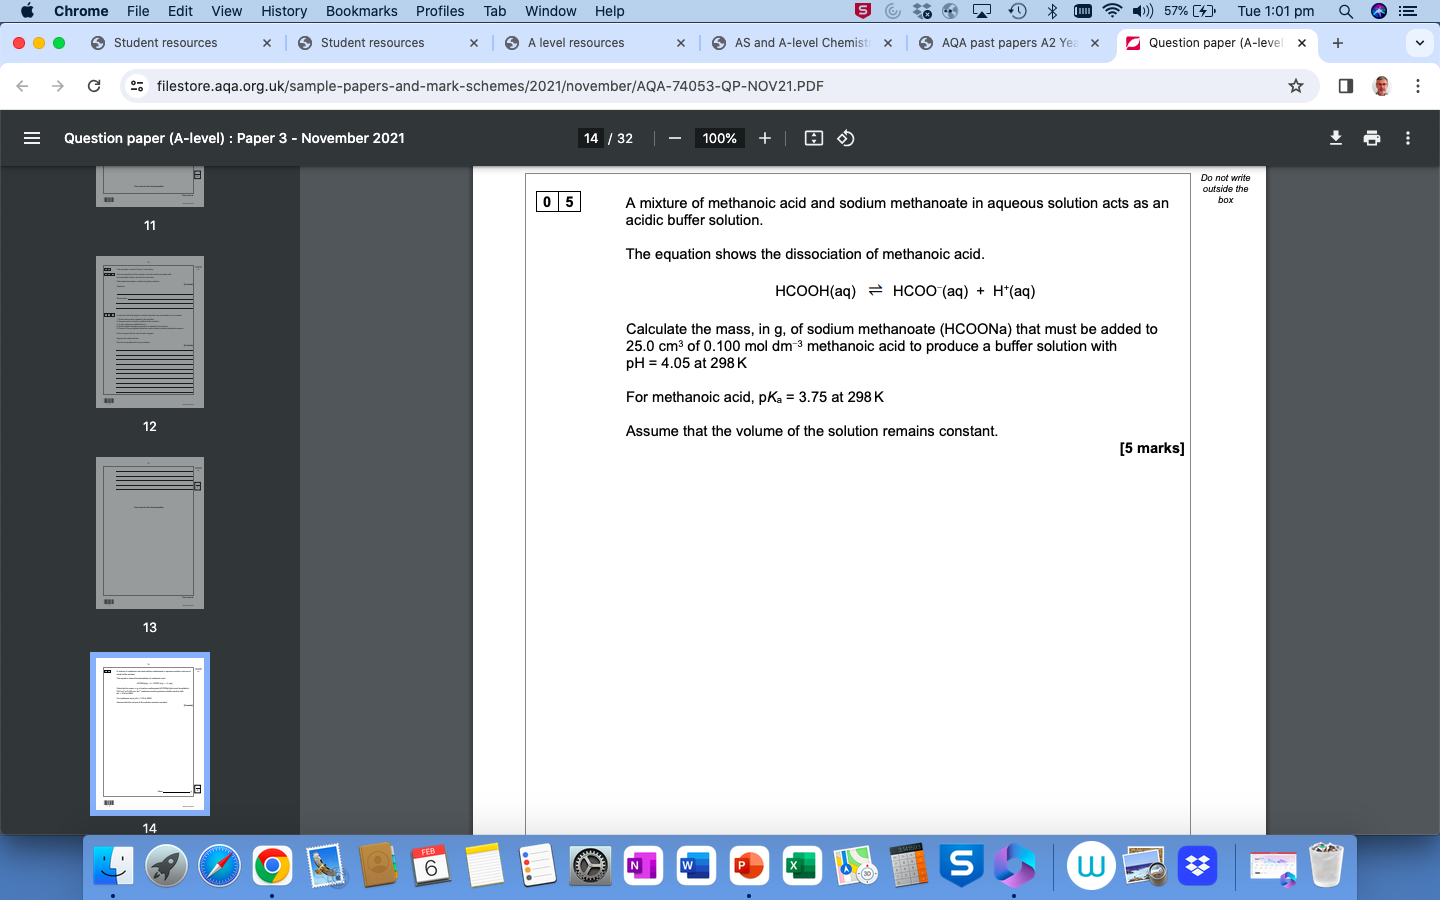 Chrome File Edit View History Bookmarks Profiles Tab Window Help 57% Tue 1:01 pm
Student resources Student resources A level resources AS and A-level Chemist AQA past papers A2 Yea Question paper (A-level
filestore.aqa.org.uk/sample-papers-and-mark-schemes/2021/november/AQA-74053-QP-NOV21.PDF
Question paper (A-level) : Paper 3 - November 2021 14 / 32 100%
Do not write
outside the
box
0 5
A mixture of methanoic acid and sodium methanoate in aqueous solution acts as an
acidic buffer solution.
The equation shows the dissociation of methanoic acid.
HCOOH(aq) ⇌ HCOO⁻(aq) + H⁺(aq)
Calculate the mass, in g, of sodium methanoate (HCOONa) that must be added to
25.0 cm³ of 0.100 mol dm⁻³ methanoic acid to produce a buffer solution with
pH = 4.05 at 298 K
For methanoic acid, pKₐ = 3.75 at 298 K
Assume that the volume of the solution remains constant.
[5 marks]
11
12
13
14
FEB
6
N
W
P
X
3D
S
W